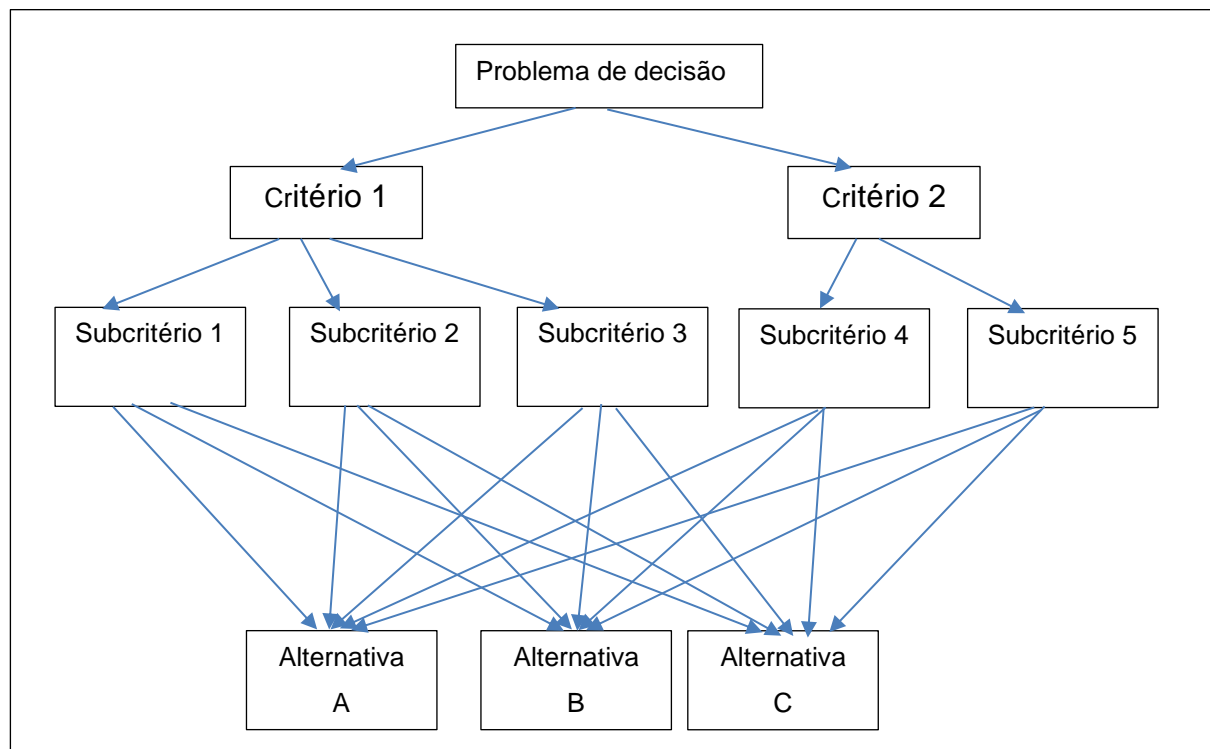 Problema de decisão
Critério 1
Critério 2
Subcritério 1
Subcritério 2
Subcritério 3
Subcritério 4
Subcritério 5
Alternativa
A
Alternativa
B
Alternativa
C